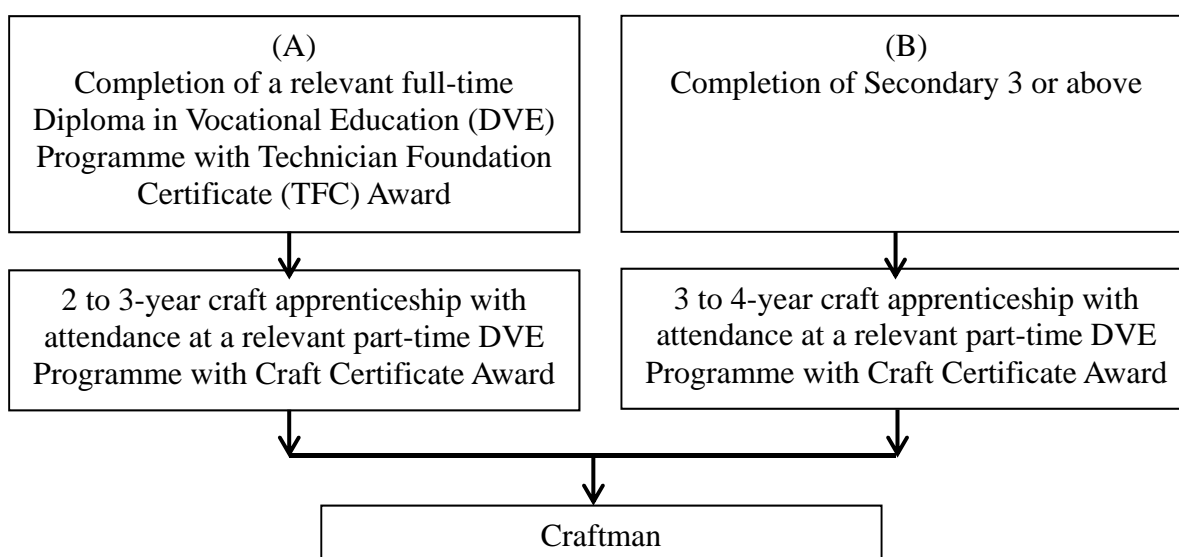 (A)
Completion of a relevant full-time
Diploma in Vocational Education (DVE)
Programme with Technician Foundation
Certificate (TFC) Award
(B)
Completion of Secondary 3 or above
2 to 3-year craft apprenticeship with
attendance at a relevant part-time DVE
Programme with Craft Certificate Award
3 to 4-year craft apprenticeship with
attendance at a relevant part-time DVE
Programme with Craft Certificate Award
Craftman